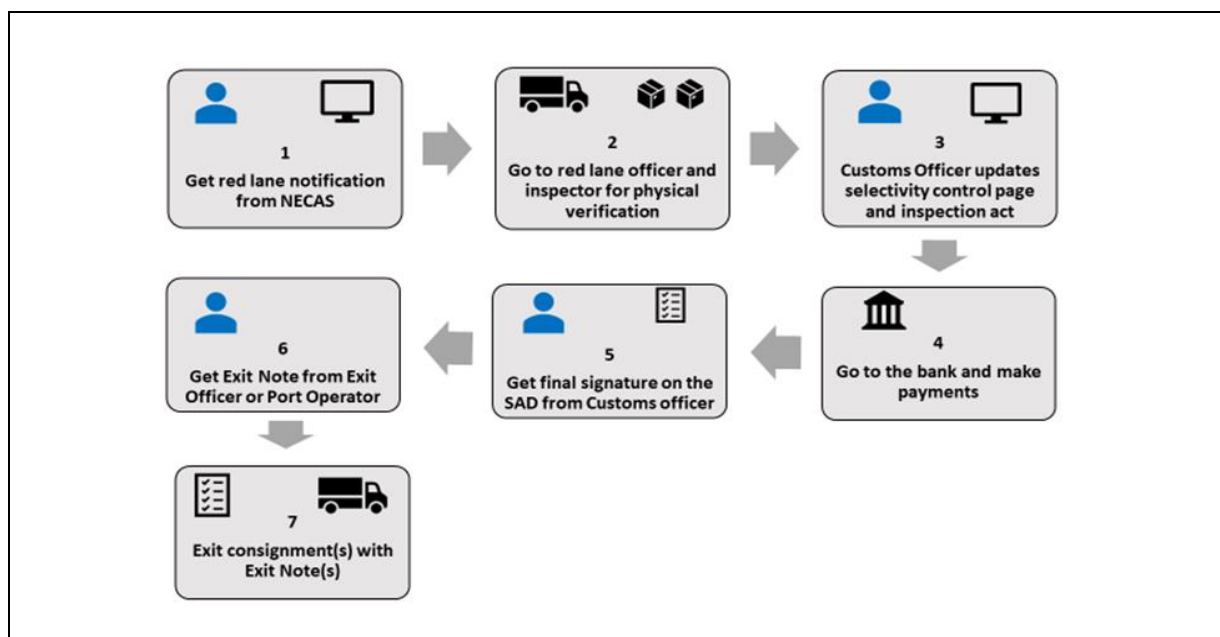 1
Get red lane notification
from NECAS
2
Go to red lane officer and
inspector for physical
verification
3
Customs Officer updates
selectivity control page
and inspection act
4
Go to the bank and make
payments
5
Get final signature on the
SAD from Customs officer
6
Get Exit Note from Exit
Officer or Port Operator
7
Exit consignment(s) with
Exit Note(s)